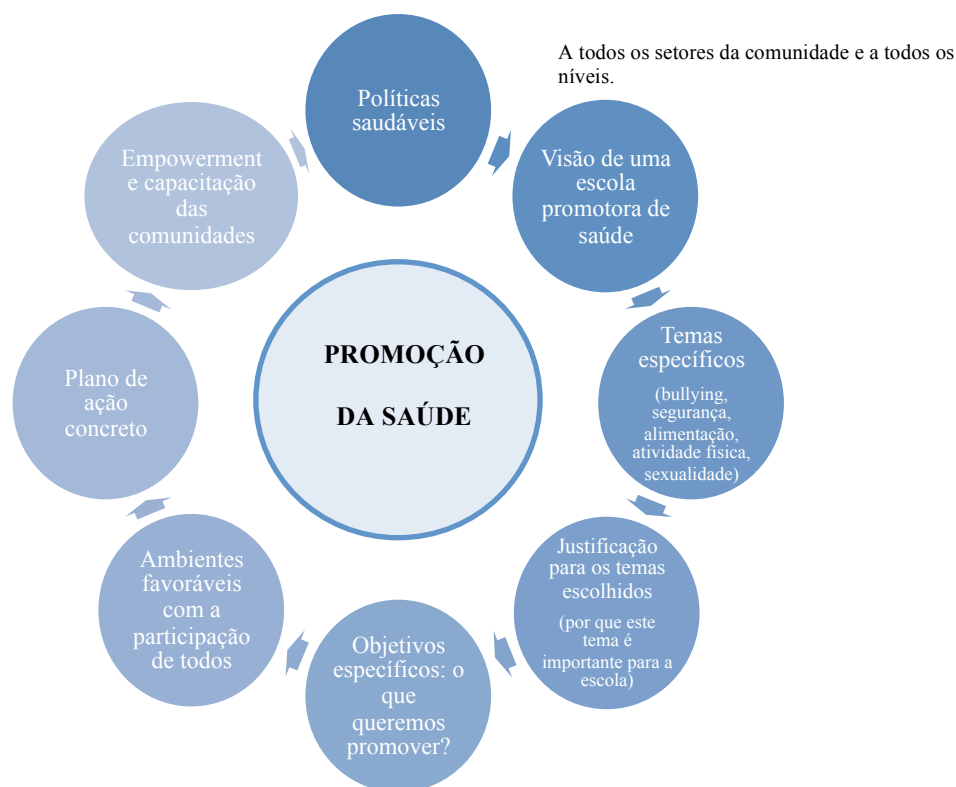 A todos os setores da comunidade e a todos os
níveis.
Políticas
saudáveis
Visão de uma
escola
promotora de
saúde
Temas
específicos
(bullying,
segurança,
alimentação,
atividade física,
sexualidade)
Justificação
para os temas
escolhidos
(por que este
tema é
importante para a
escola)
Objetivos
específicos: o
que
queremos
promover?
Ambientes
favoráveis
com a
participação
de todos
Plano de
ação
concreto
Empowerment
e capacitação
das
comunidades
PROMOÇÃO
DA SAÚDE